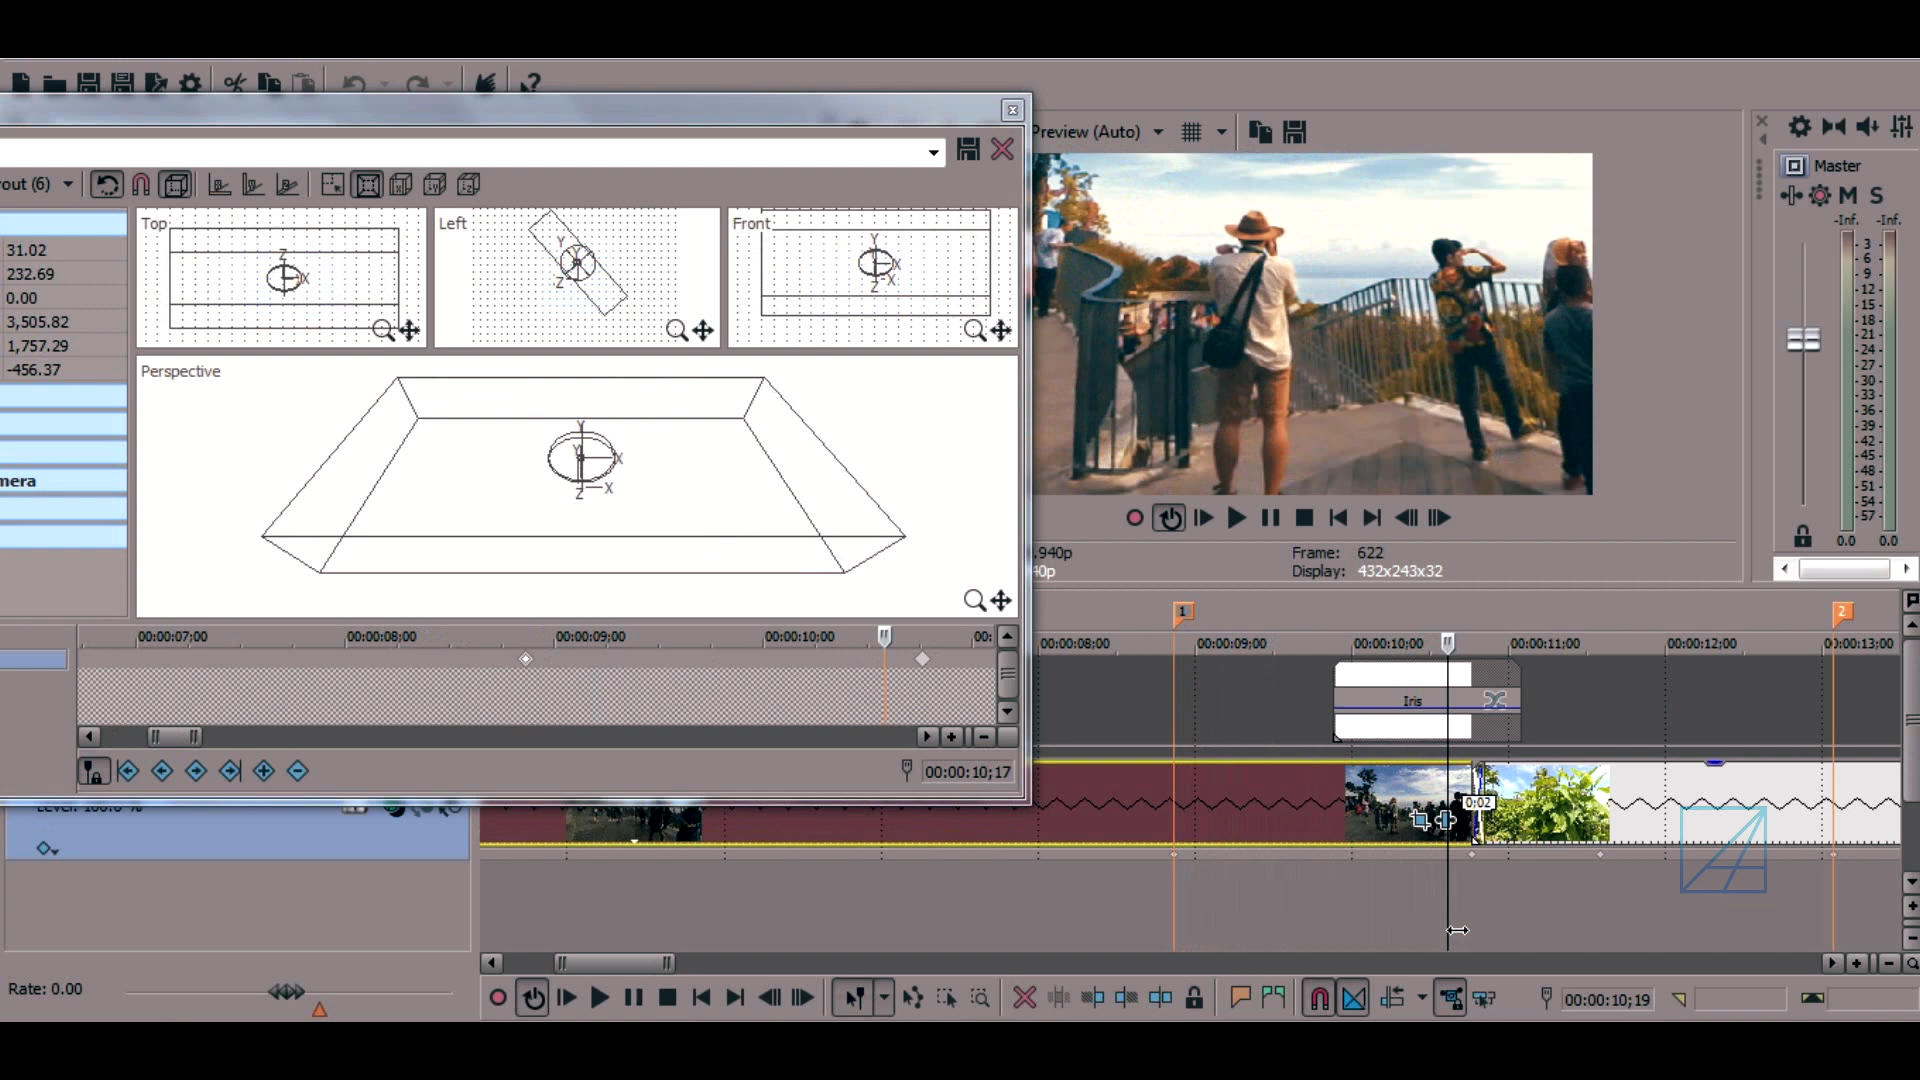 Preview (Auto)
Master
M S
-Inf. -Inf.
out (6)
Top
Left
Front
31.02
232.69
0.00
3,505.82
1,757.29
-456.37
Z
X
Y
Y
Z
Y
X
X
Z
3
6
9
12
15
18
21
24
27
30
33
36
39
42
45
48
51
54
57
0.0 0.0
Perspective
Y
Y
X
Z X
mera
.940p
Frame: 622
40p
Display: 432x243x32
1
2
00:00:07;00 00:00:08;00 00:00:09;00 00:00:10;00 00:
00:00:08;00 00:00:09;00 00:00:10;00 00:00:11;00 00:00:12;00 00:00:13;00
Iris
00:00:10;17
0;02
Rate: 0.00
00:00:10;19